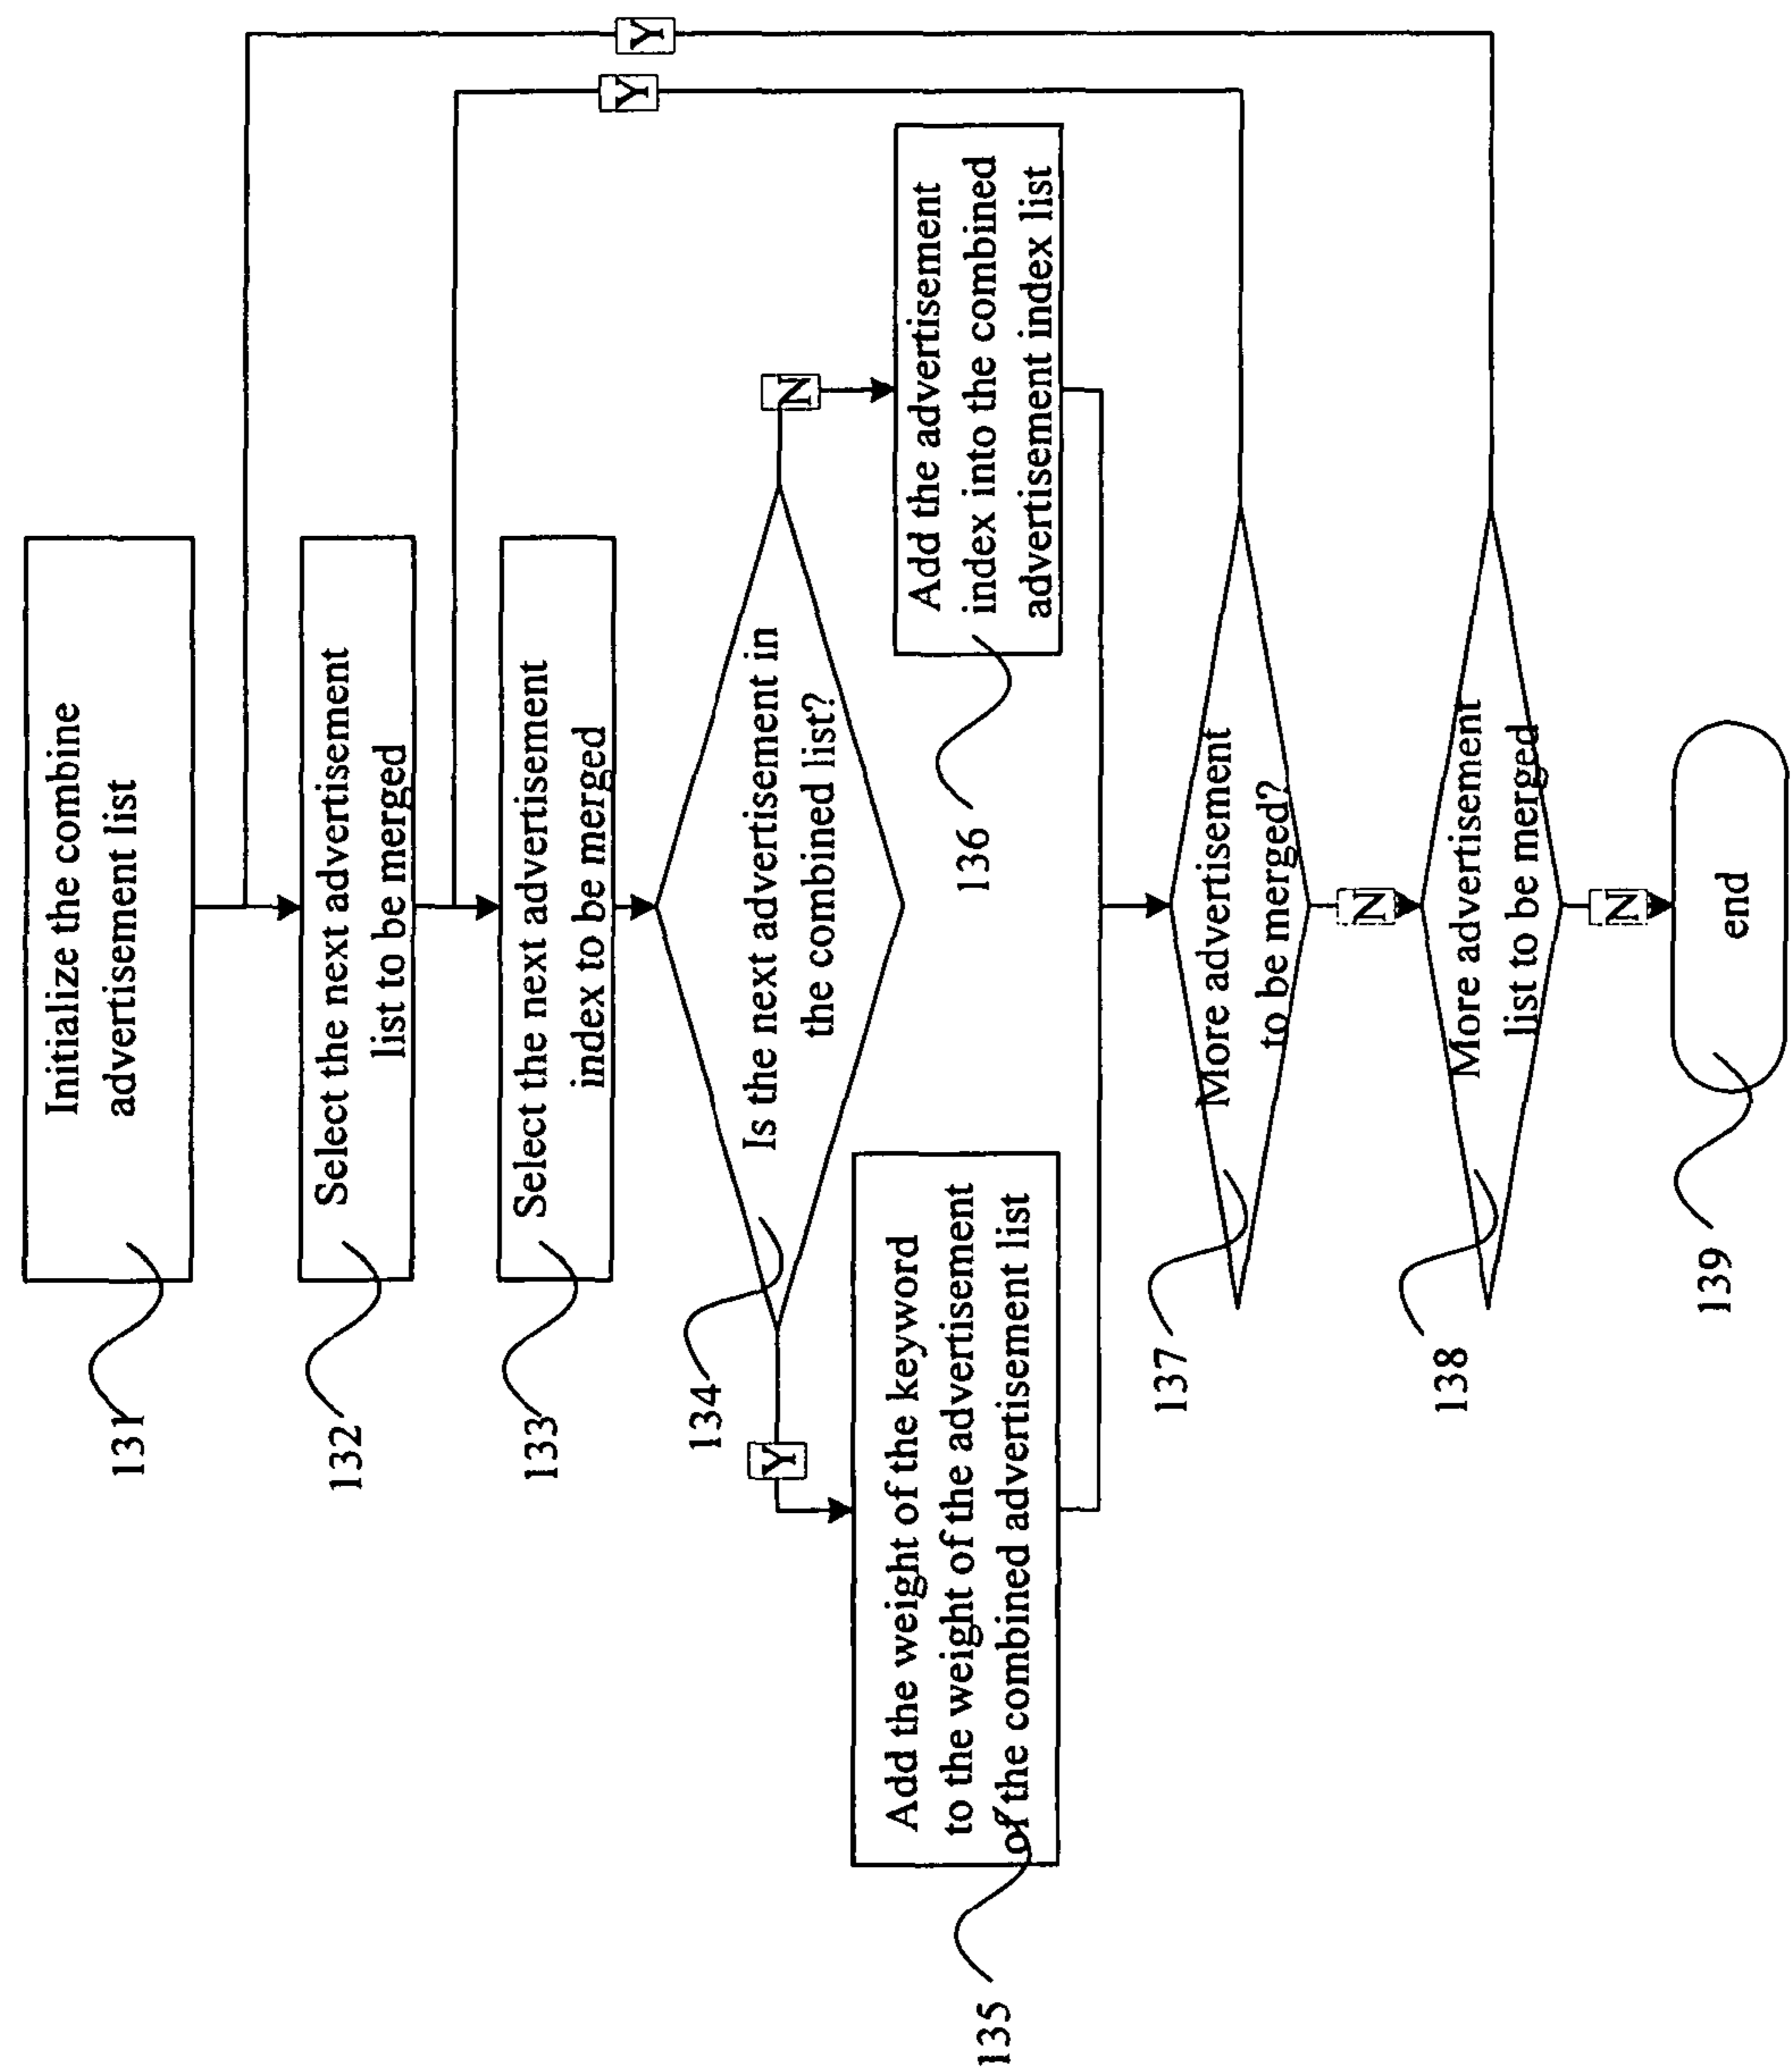 Initialize the combine
advertisement list
131
Select the next advertisement
list to be merged
132
Select the next advertisement
index to be merged
133
Is the next advertisement in
the combined list?
134
Y
N
Add the weight of the keyword
to the weight of the advertisement
of the combined advertisement list
135
Add the advertisement
index into the combined
advertisement index list
136
More advertisement
to be merged?
137
Y
N
More advertisement
list to be merged
138
Y
N
end
139